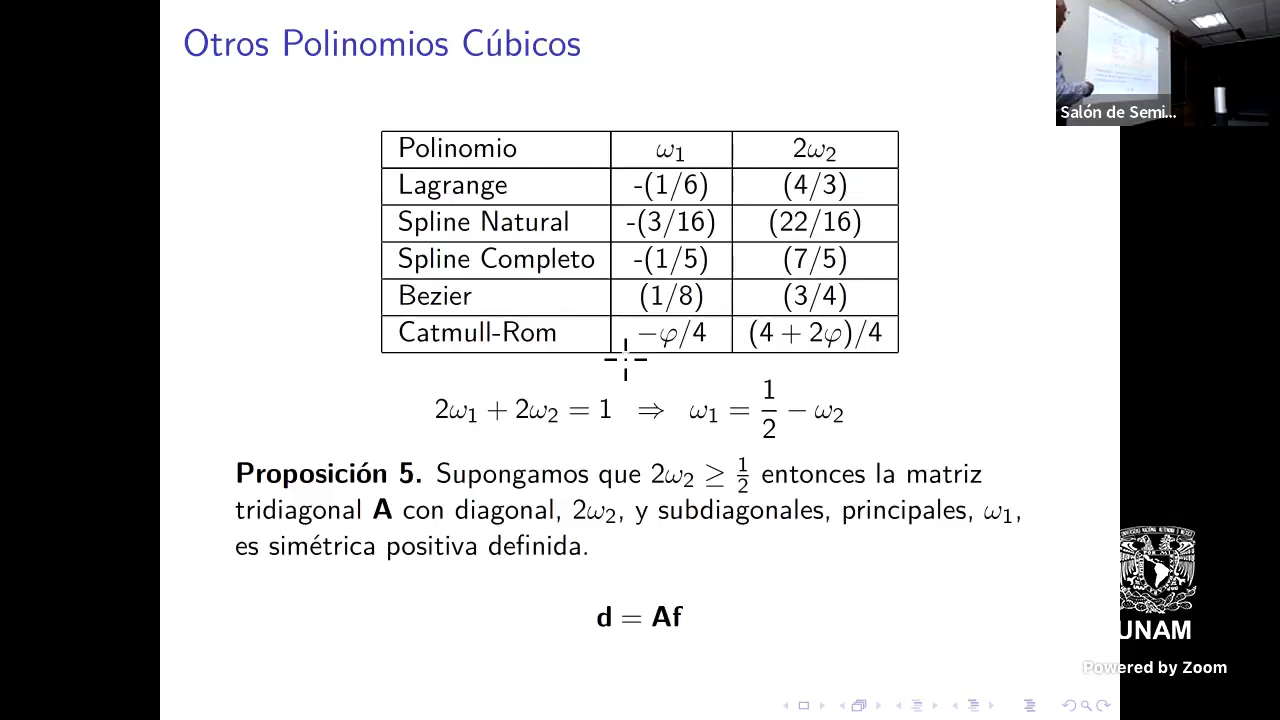 Otros Polinomios Cúbicos
Salón de Semi...
Polinomio ω₁ 2ω₂
Lagrange -(1/6) (4/3)
Spline Natural -(3/16) (22/16)
Spline Completo -(1/5) (7/5)
Bezier (1/8) (3/4)
Catmull-Rom −φ/4 (4 + 2φ)/4
2ω₁ + 2ω₂ = 1 ⇒ ω₁ = 1/2 − ω₂
Proposición 5. Supongamos que 2ω₂ ≥ 1/2 entonces la matriz
tridiagonal A con diagonal, 2ω₂, y subdiagonales, principales, ω₁,
es simétrica positiva definida.
d = Af
UNAM
Powered by Zoom